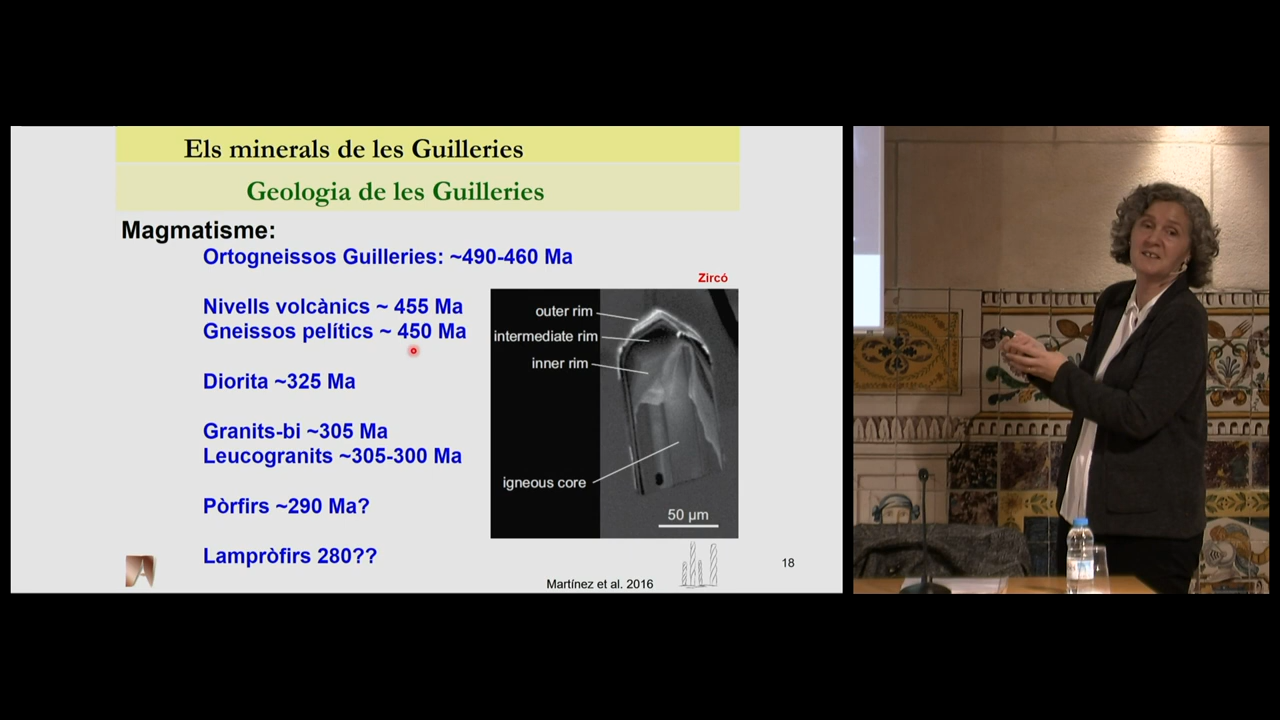 Els minerals de les Guilleries
Geologia de les Guilleries
Magmatisme:
Ortogneissos Guilleries: ~490-460 Ma
Nivells volcànics ~ 455 Ma
Gneissos pelítics ~ 450 Ma
Diorita ~325 Ma
Granits-bi ~305 Ma
Leucogranits ~305-300 Ma
Pòrfirs ~290 Ma?
Lampròfirs 280??
Zircó
outer rim
intermediate rim
inner rim
igneous core
50 µm
Martínez et al. 2016
18